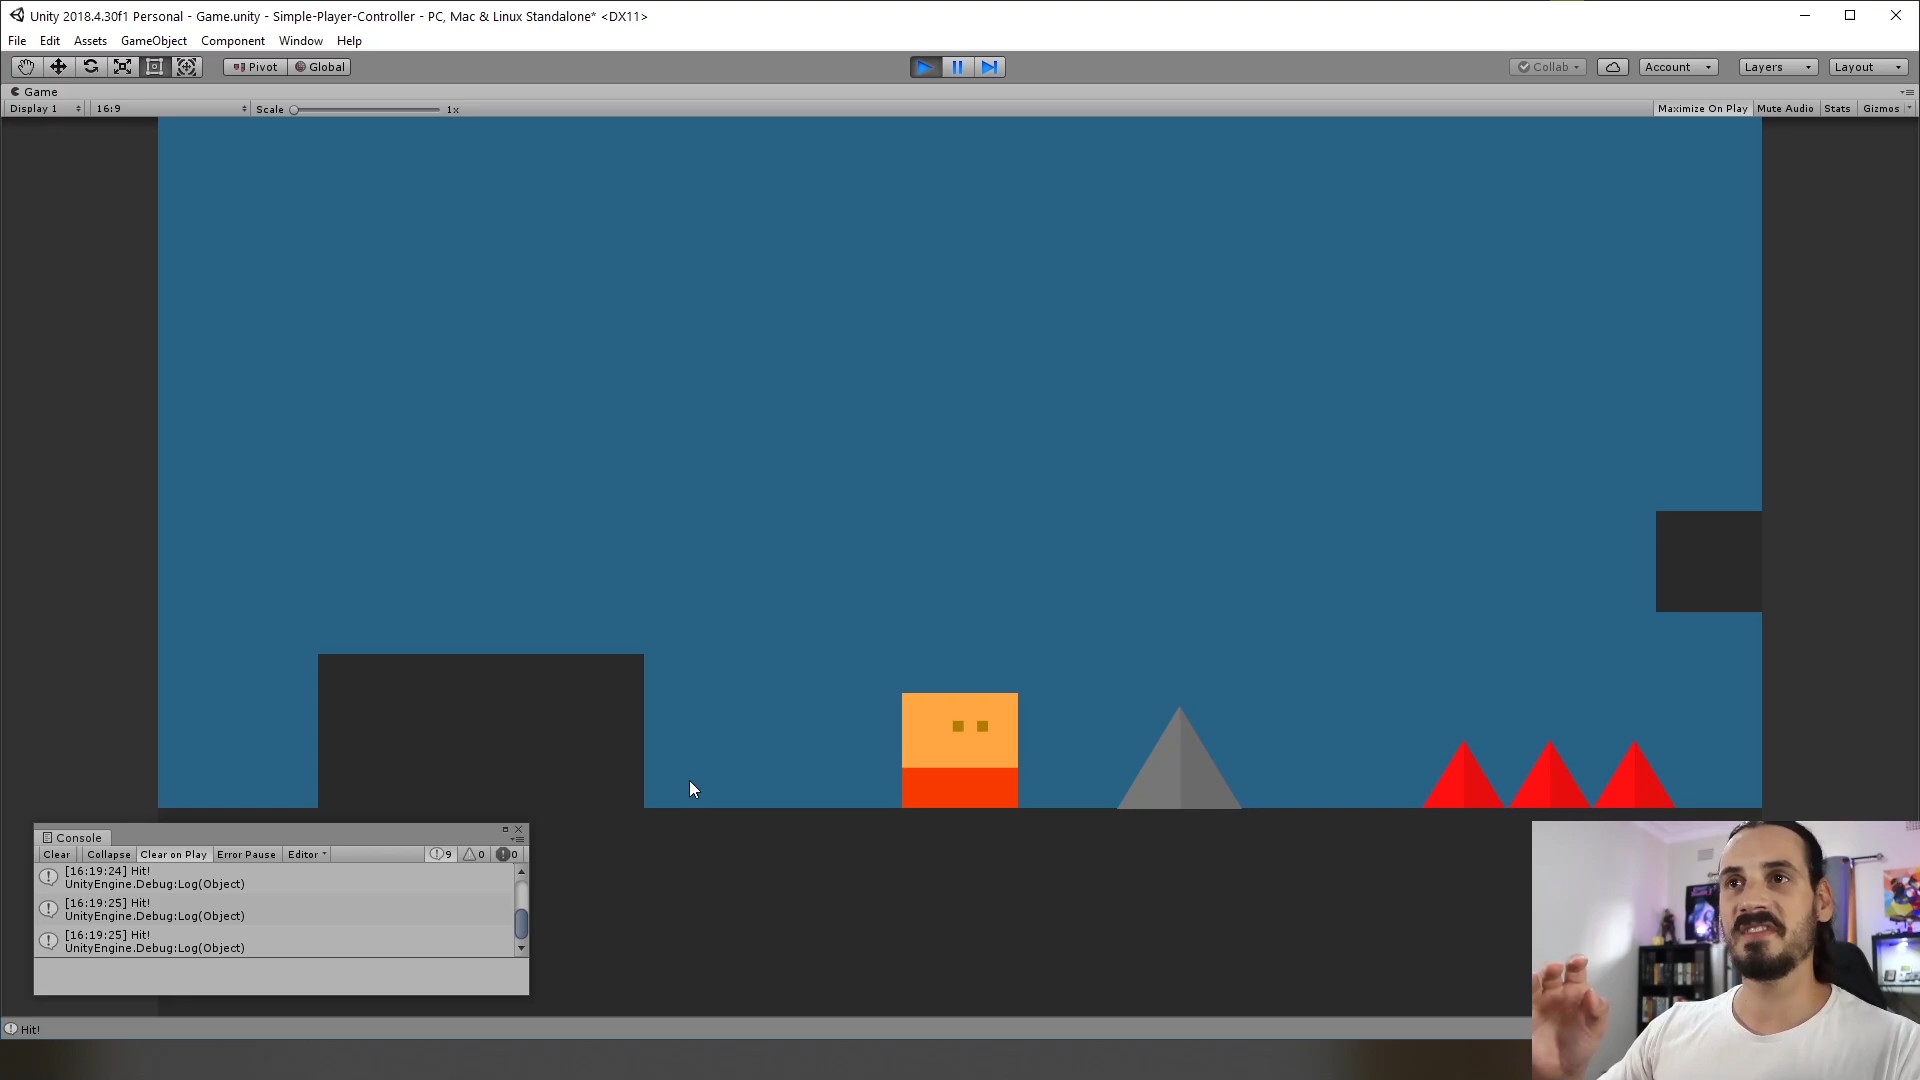 Unity 2018.4.30f1 Personal - Game.unity - Simple-Player-Controller - PC, Mac & Linux Standalone* <DX11>
File Edit Assets GameObject Component Window Help
Pivot Global Collab Account Layers Layout
Game
Display 1 16:9 Scale 1x Maximize On Play Mute Audio Stats Gizmos
Console
Clear Collapse Clear on Play Error Pause Editor 9 0 0
[16:19:24] Hit!
UnityEngine.Debug:Log(Object)
[16:19:25] Hit!
UnityEngine.Debug:Log(Object)
[16:19:25] Hit!
UnityEngine.Debug:Log(Object)
Hit!